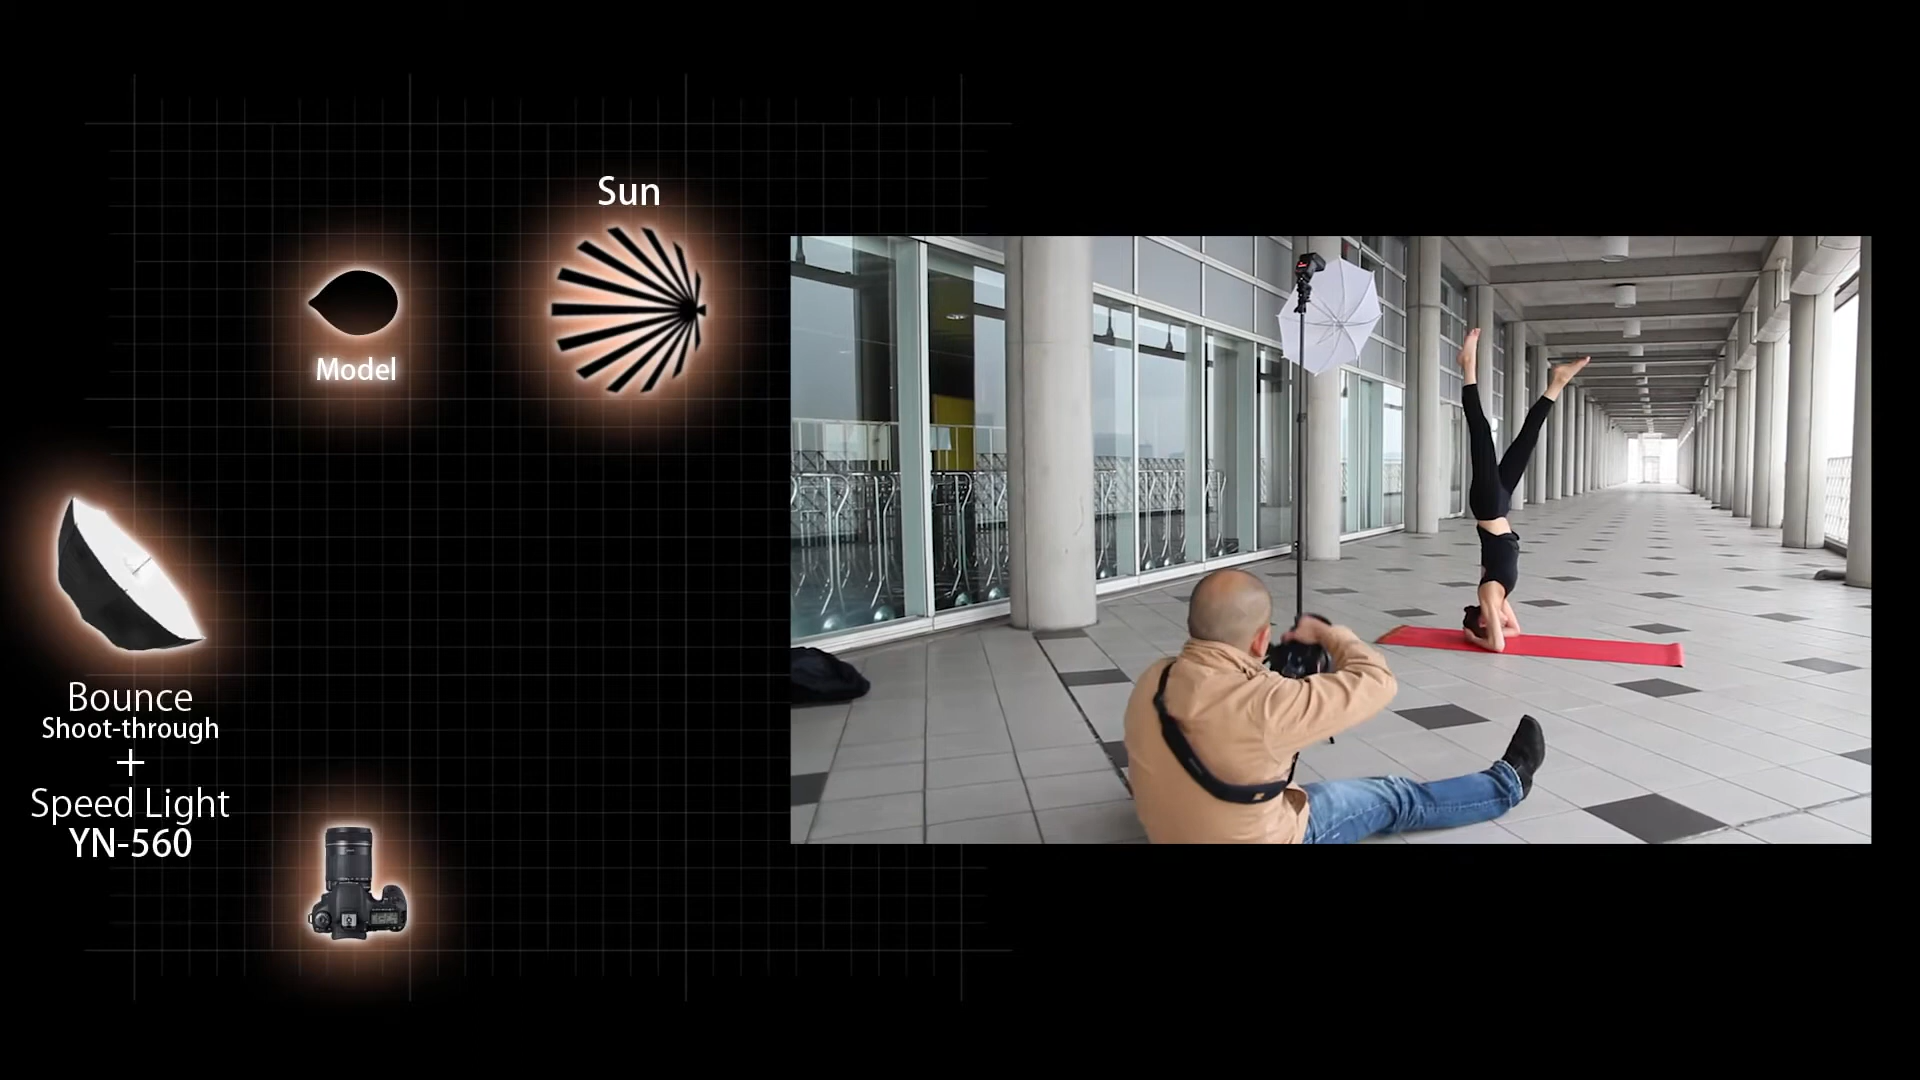 Sun
Model
Bounce
Shoot-through
+
Speed Light
YN-560